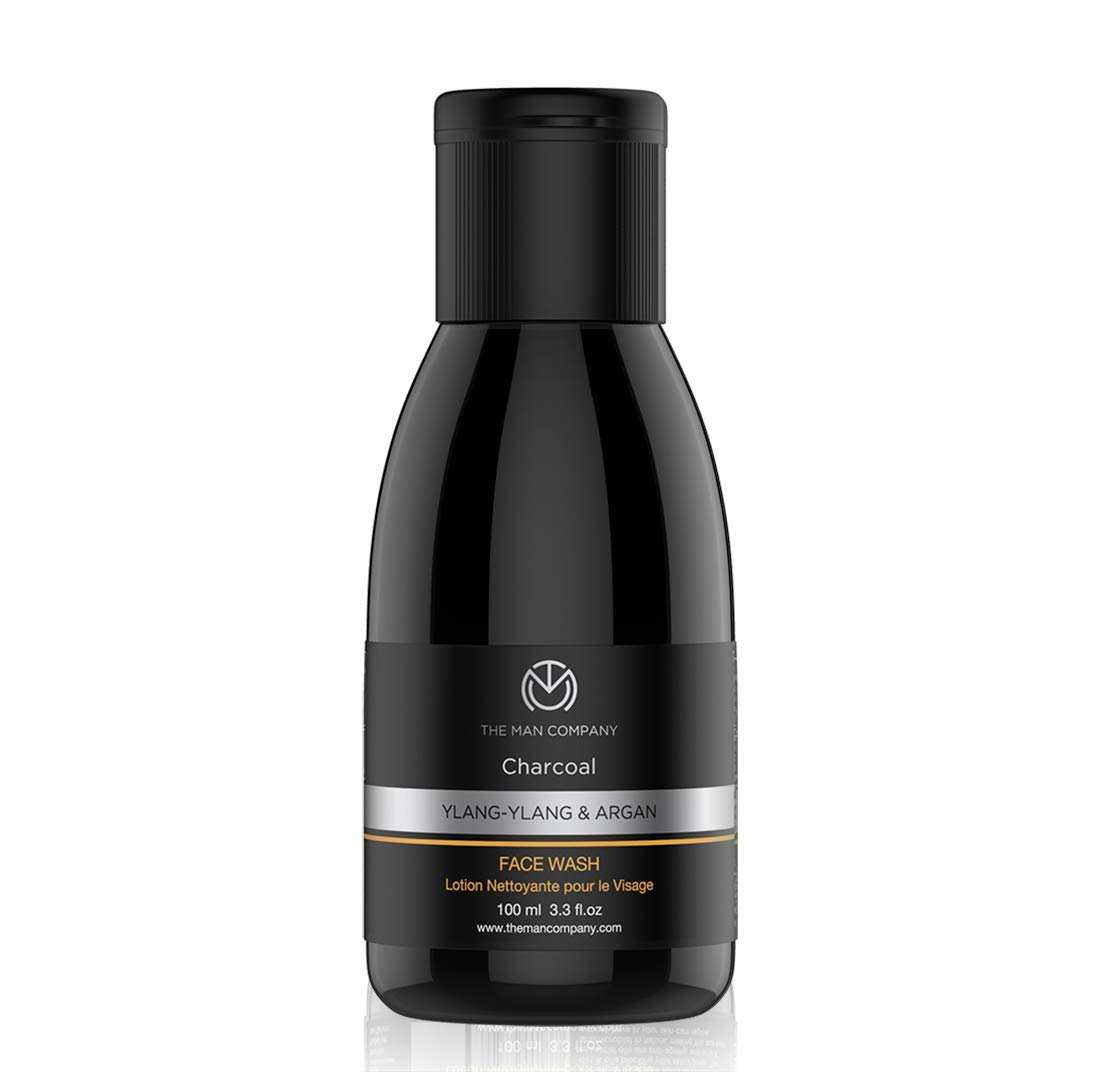 THE MAN COMPANY
Charcoal
YLANG-YLANG & ARGAN
FACE WASH
Lotion Nettoyante pour le Visage
100 ml 3.3 fl.oz
www.themancompany.com